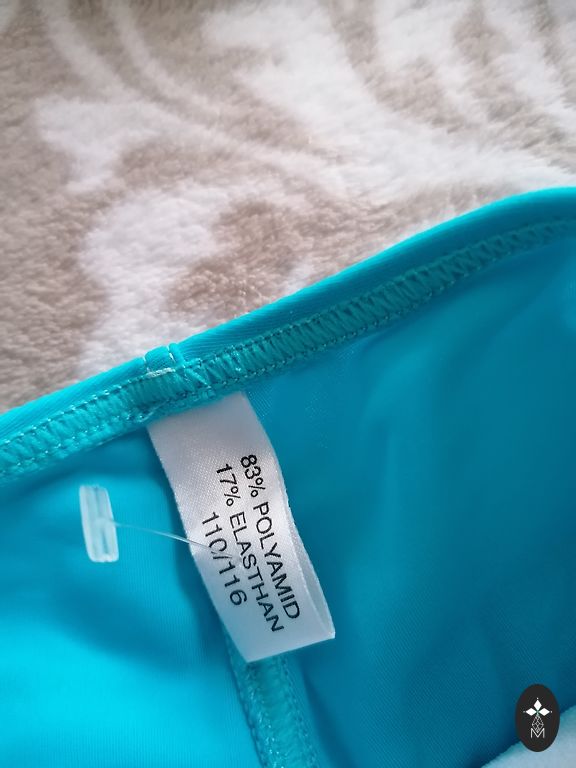 83% POLYAMID
17% ELASTHAN
110/116
M